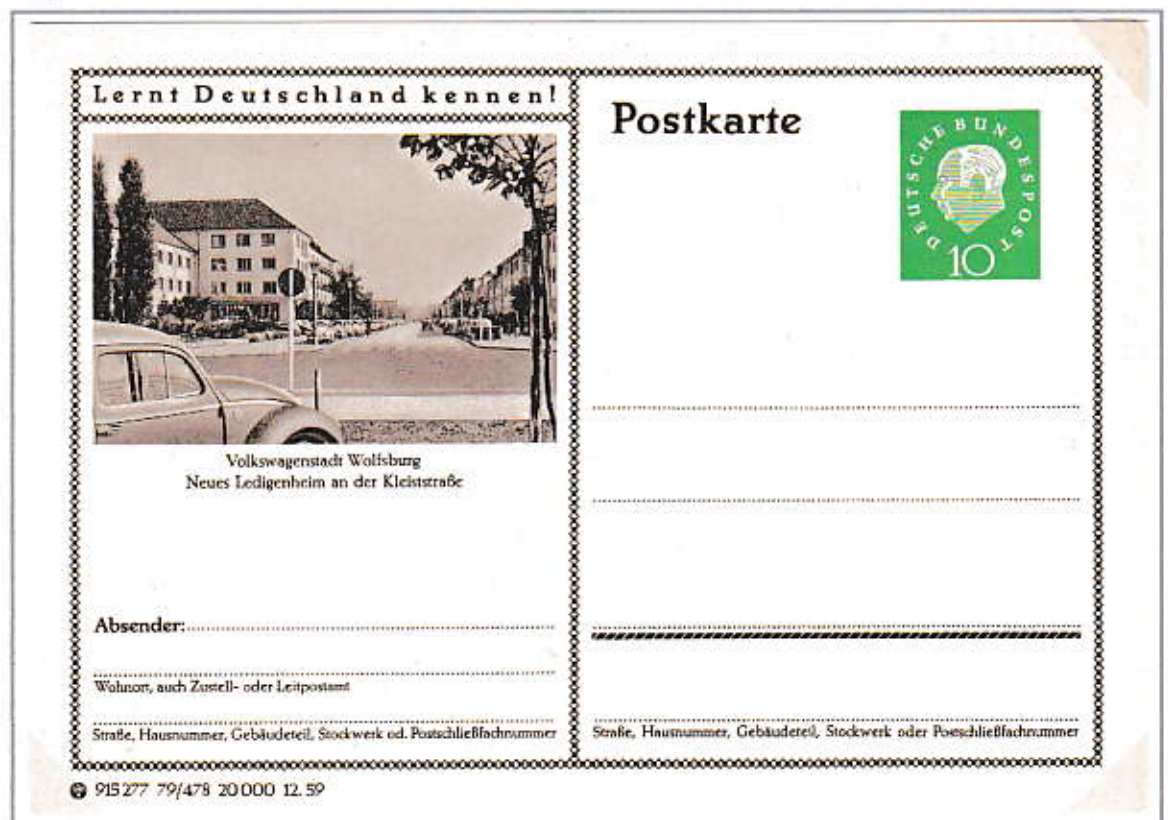 Lernt Deutschland kennen!
Volkswagenstadt Wolfsburg
Neues Ledigenheim an der Kleiststraße
Absender:
Wohnort, auch Zustell- oder Leitpostamt
Straße, Hausnummer, Gebäudeteil, Stockwerk od. Postschließfachnummer
915277 79/478 20000 12.59
Postkarte
DEUTSCHE BUNDESPOST
10
Straße, Hausnummer, Gebäudeteil, Stockwerk oder Postschließfachnummer